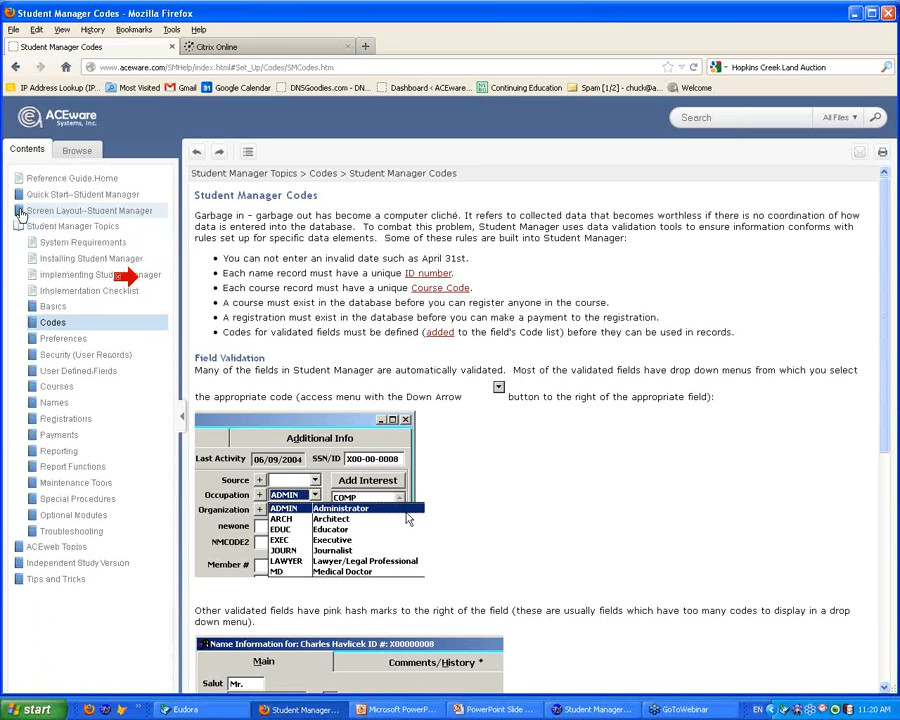 Student Manager Codes - Mozilla Firefox
File Edit View History Bookmarks Tools Help
Student Manager Codes × Citrix Online × +
www.aceware.com/SMHelp/index.html#Set_Up/Codes/SMCodes.htm Hopkins Creek Land Auction
IP Address Lookup (IP... Most Visited Gmail 31 Google Calendar DNSGoodies.com - DN... Dashboard < ACEware... Continuing Education Spam [1/2] - chuck@a... Welcome
ACEware
Systems, Inc.
Search All Files
Contents Browse
Reference Guide.Home
Quick Start--Student Manager
Screen Layout--Student Manager
Student Manager Topics
System Requirements
Installing Student Manager
Implementing Student Manager
Implementation Checklist
Basics
Codes
Preferences
Security (User Records)
User Defined Fields
Courses
Names
Registrations
Payments
Reporting
Report Functions
Maintenance Tools
Special Procedures
Optional Modules
Troubleshooting
ACEweb Topics
Independent Study Version
Tips and Tricks
Student Manager Topics > Codes > Student Manager Codes
Student Manager Codes
Garbage in - garbage out has become a computer cliché. It refers to collected data that becomes worthless if there is no coordination of how
data is entered into the database. To combat this problem, Student Manager uses data validation tools to ensure information conforms with
rules set up for specific data elements. Some of these rules are built into Student Manager:
• You can not enter an invalid date such as April 31st.
• Each name record must have a unique ID number.
• Each course record must have a unique Course Code.
• A course must exist in the database before you can register anyone in the course.
• A registration must exist in the database before you can make a payment to the registration.
• Codes for validated fields must be defined (added to the field's Code list) before they can be used in records.
Field Validation
Many of the fields in Student Manager are automatically validated. Most of the validated fields have drop down menus from which you select
the appropriate code (access menu with the Down Arrow button to the right of the appropriate field):
Additional Info
Last Activity 06/09/2004 SSN/ID X00-00-0008
Source + Add Interest
Occupation + ADMIN COMP
Organization + ADMIN Administrator
newone ARCH Architect
EDUC Educator
NMCODE2 EXEC Executive
JOURN Journalist
Member # LAWYER Lawyer/Legal Professional
MD Medical Doctor
Other validated fields have pink hash marks to the right of the field (these are usually fields which have too many codes to display in a drop
down menu).
Name Information for: Charles Havlicek ID #: X00000008
Main Comments/History *
Salut Mr.
start Eudora Student Manager... Microsoft PowerP... PowerPoint Slide ... Student Manager... GoToWebinar EN 11:20 AM